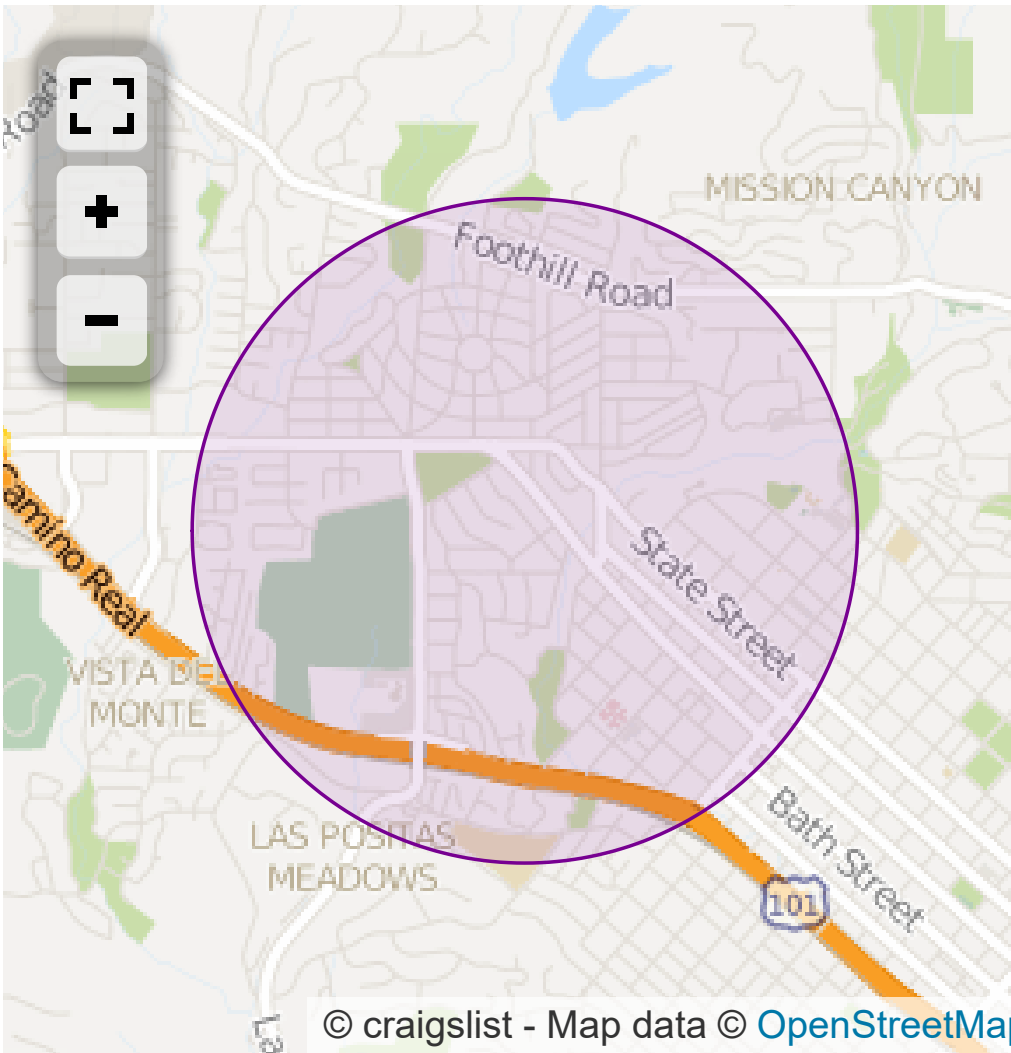 Road
MISSION CANYON
Foothill Road
Camino Real
State Street
VISTA DEL
MONTE
LAS POSITAS
MEADOWS
Bath Street
101
La
© craigslist - Map data © OpenStreetMap